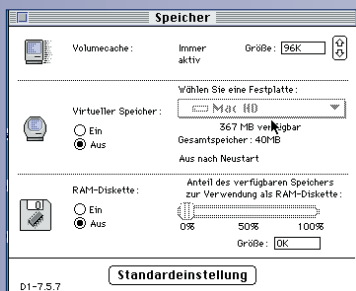 Speicher
Volumecache: Immer aktiv Größe: 96K
Wählen Sie eine Festplatte:
Mac HD
Virtueller Speicher:
367 MB verfügbar
Ein
Gesamtspeicher: 40MB
Aus
Aus nach Neustart
RAM-Diskette:
Anteil des verfügbaren Speichers
zur Verwendung als RAM-Diskette:
Ein
Aus
0% 50% 100%
Größe: 0K
Standardeinstellung
D1-7.5.7